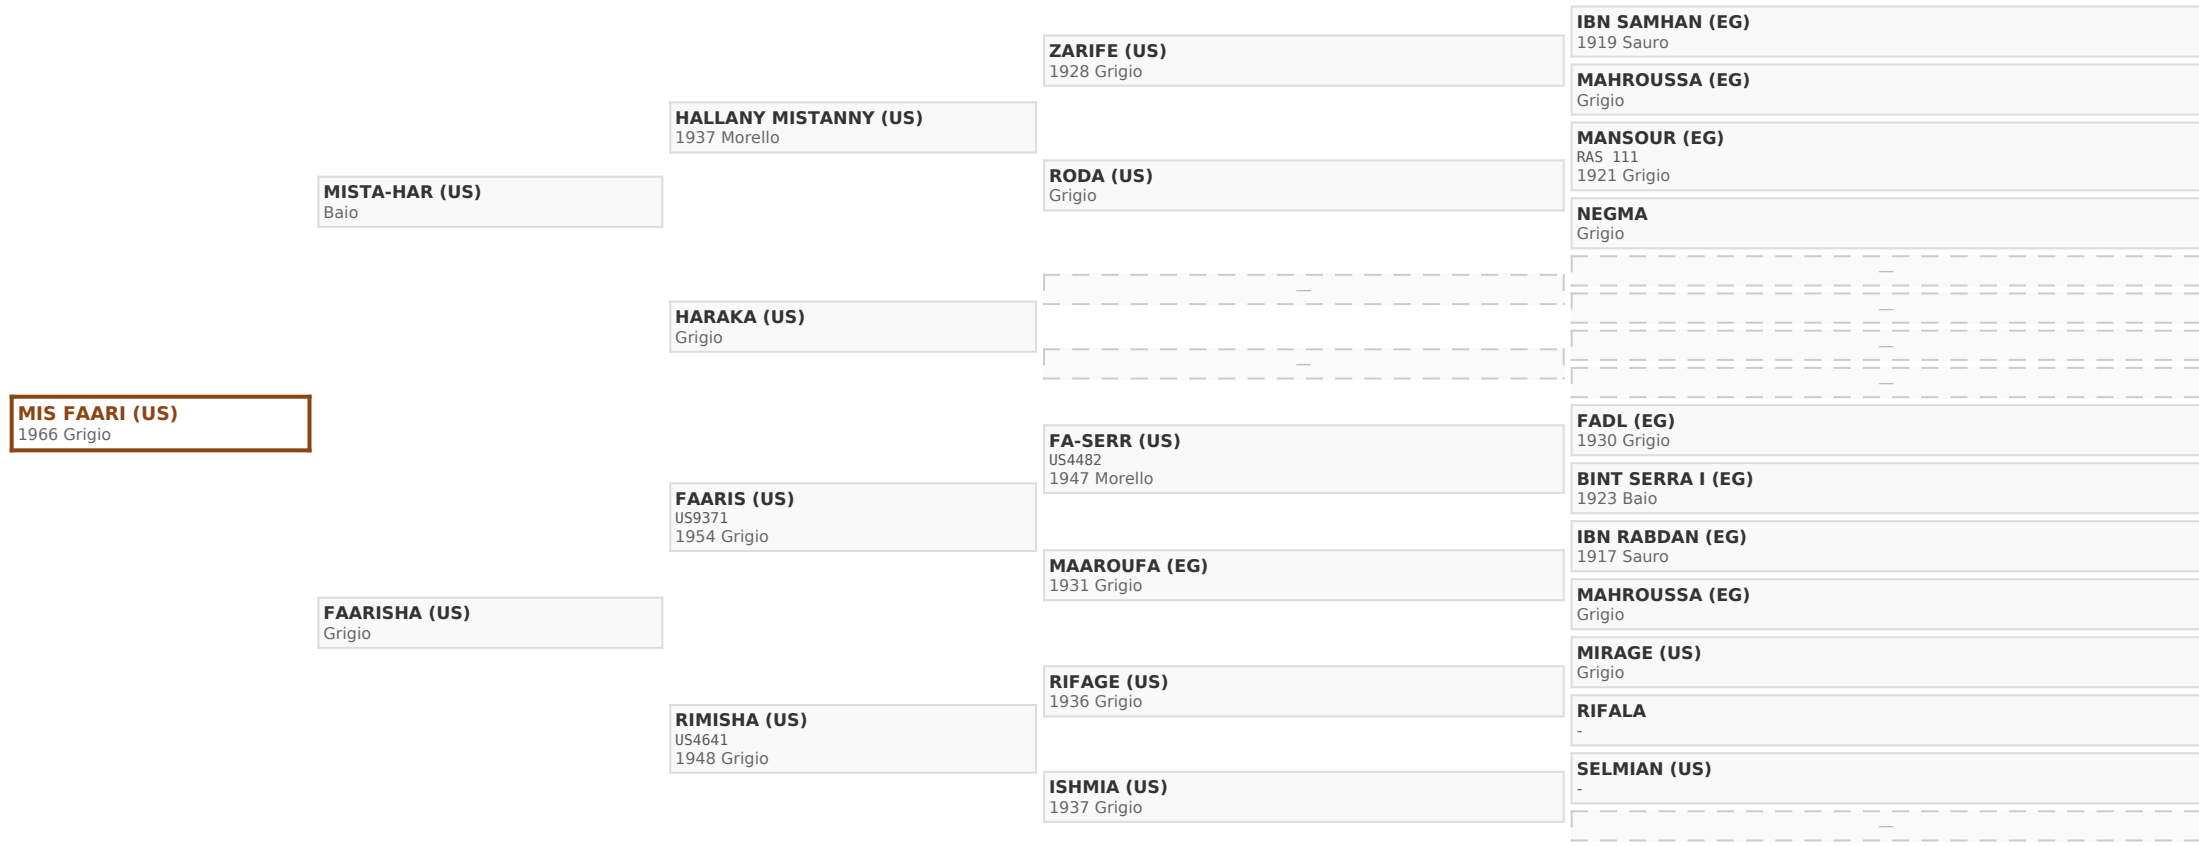 MIS FAARI (US)
1966 Grigio
MISTA-HAR (US)
Baio
FAARISHA (US)
Grigio
HALLANY MISTANNY (US)
1937 Morello
HARAKA (US)
Grigio
FAARIS (US)
US9371
1954 Grigio
RIMISHA (US)
US4641
1948 Grigio
ZARIFE (US)
1928 Grigio
RODA (US)
Grigio
—
—
FA-SERR (US)
US4482
1947 Morello
MAAROUFA (EG)
1931 Grigio
RIFAGE (US)
1936 Grigio
ISHMIA (US)
1937 Grigio
IBN SAMHAN (EG)
1919 Sauro
MAHROUSSA (EG)
Grigio
MANSOUR (EG)
RAS 111
1921 Grigio
NEGMA
Grigio
—
—
—
—
FADL (EG)
1930 Grigio
BINT SERRA I (EG)
1923 Baio
IBN RABDAN (EG)
1917 Sauro
MAHROUSSA (EG)
Grigio
MIRAGE (US)
Grigio
RIFALA
-
SELMIAN (US)
-
—